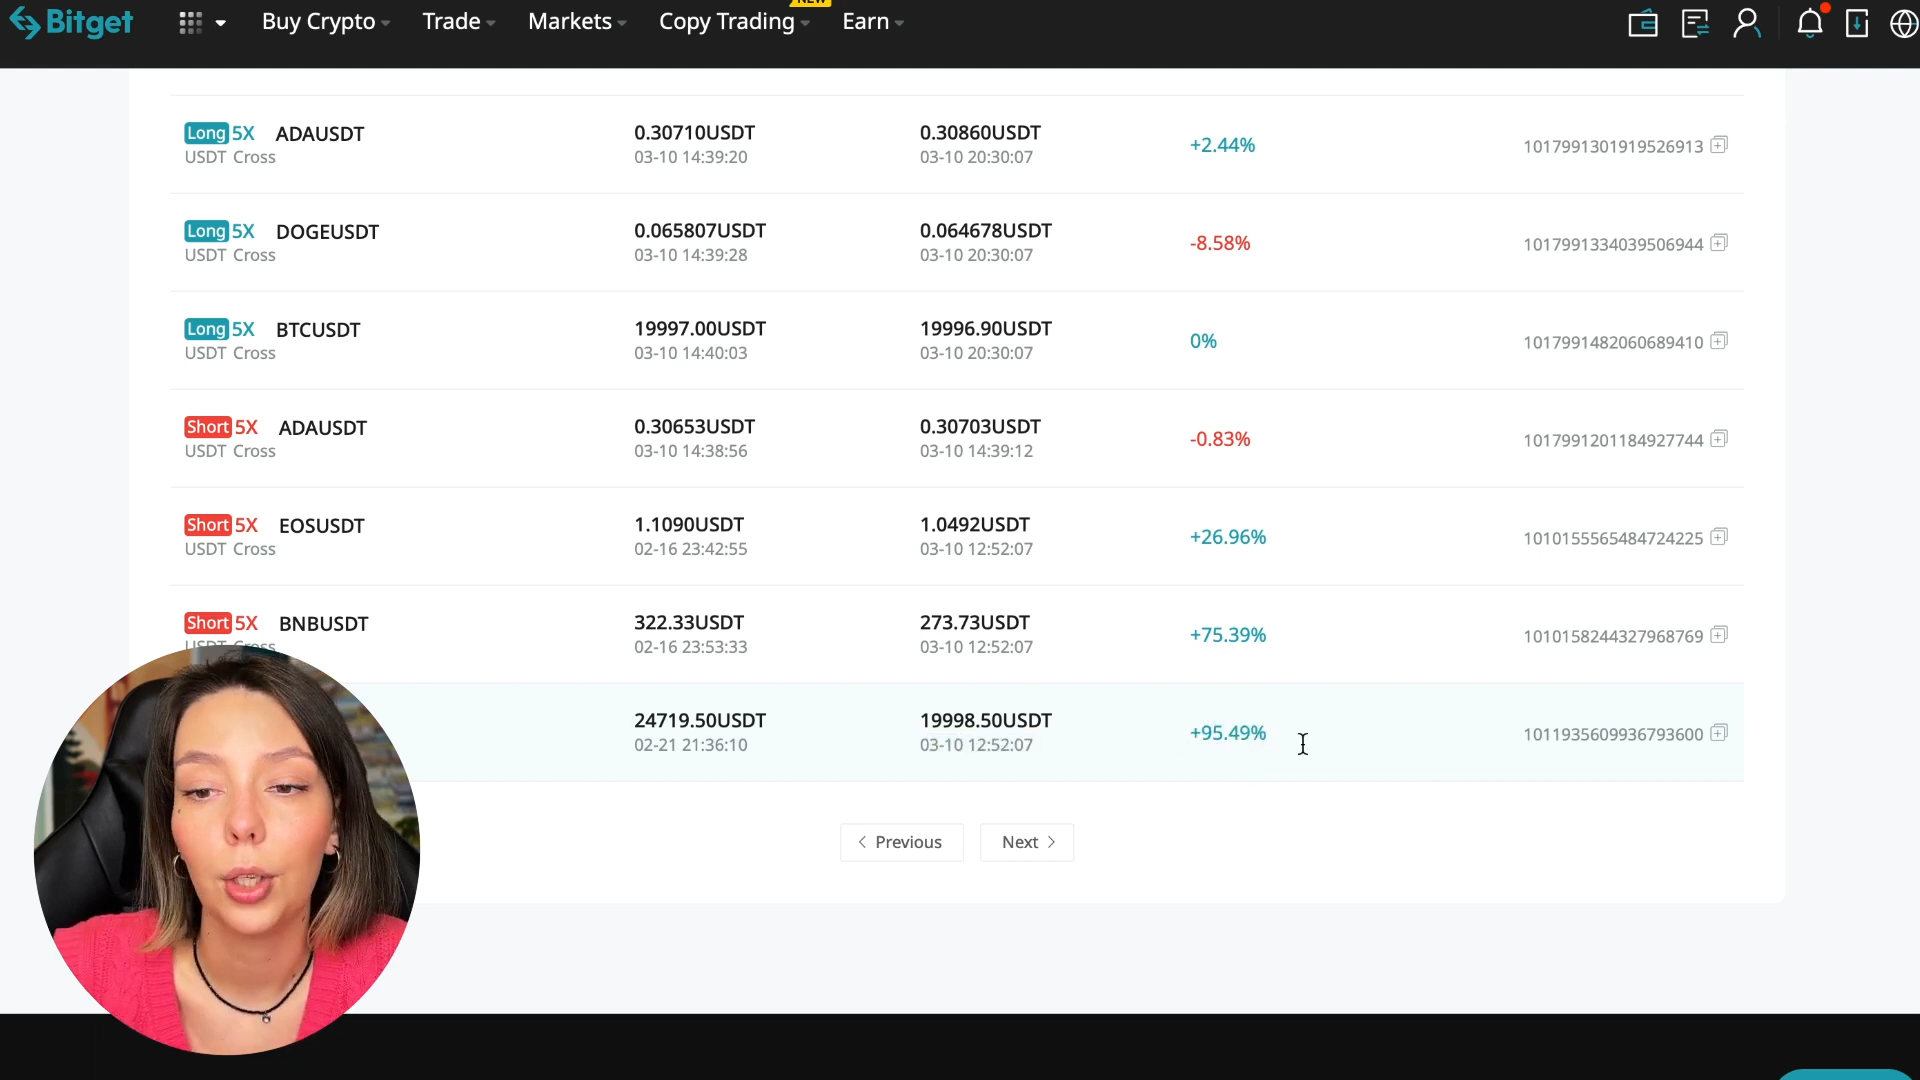 Bitget Buy Crypto Trade Markets Copy Trading NEW Earn
Long 5X ADAUSDT 0.30710USDT 0.30860USDT +2.44% 1017991301919526913
USDT Cross 03-10 14:39:20 03-10 20:30:07
Long 5X DOGEUSDT 0.065807USDT 0.064678USDT -8.58% 1017991334039506944
USDT Cross 03-10 14:39:28 03-10 20:30:07
Long 5X BTCUSDT 19997.00USDT 19996.90USDT 0% 1017991482060689410
USDT Cross 03-10 14:40:03 03-10 20:30:07
Short 5X ADAUSDT 0.30653USDT 0.30703USDT -0.83% 1017991201184927744
USDT Cross 03-10 14:38:56 03-10 14:39:12
Short 5X EOSUSDT 1.1090USDT 1.0492USDT +26.96% 1010155565484724225
USDT Cross 02-16 23:42:55 03-10 12:52:07
Short 5X BNBUSDT 322.33USDT 273.73USDT +75.39% 1010158244327968769
USDT Cross 02-16 23:53:33 03-10 12:52:07
24719.50USDT 19998.50USDT +95.49% 1011935609936793600
02-21 21:36:10 03-10 12:52:07
Previous Next